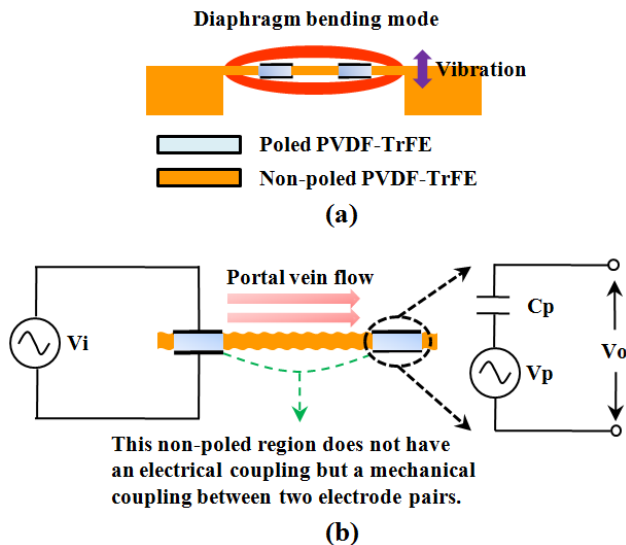 Diaphragm bending mode
Vibration
Poled PVDF-TrFE
Non-poled PVDF-TrFE
(a)
Portal vein flow
Vi
Cp
Vp
Vo
This non-poled region does not have
an electrical coupling but a mechanical
coupling between two electrode pairs.
(b)